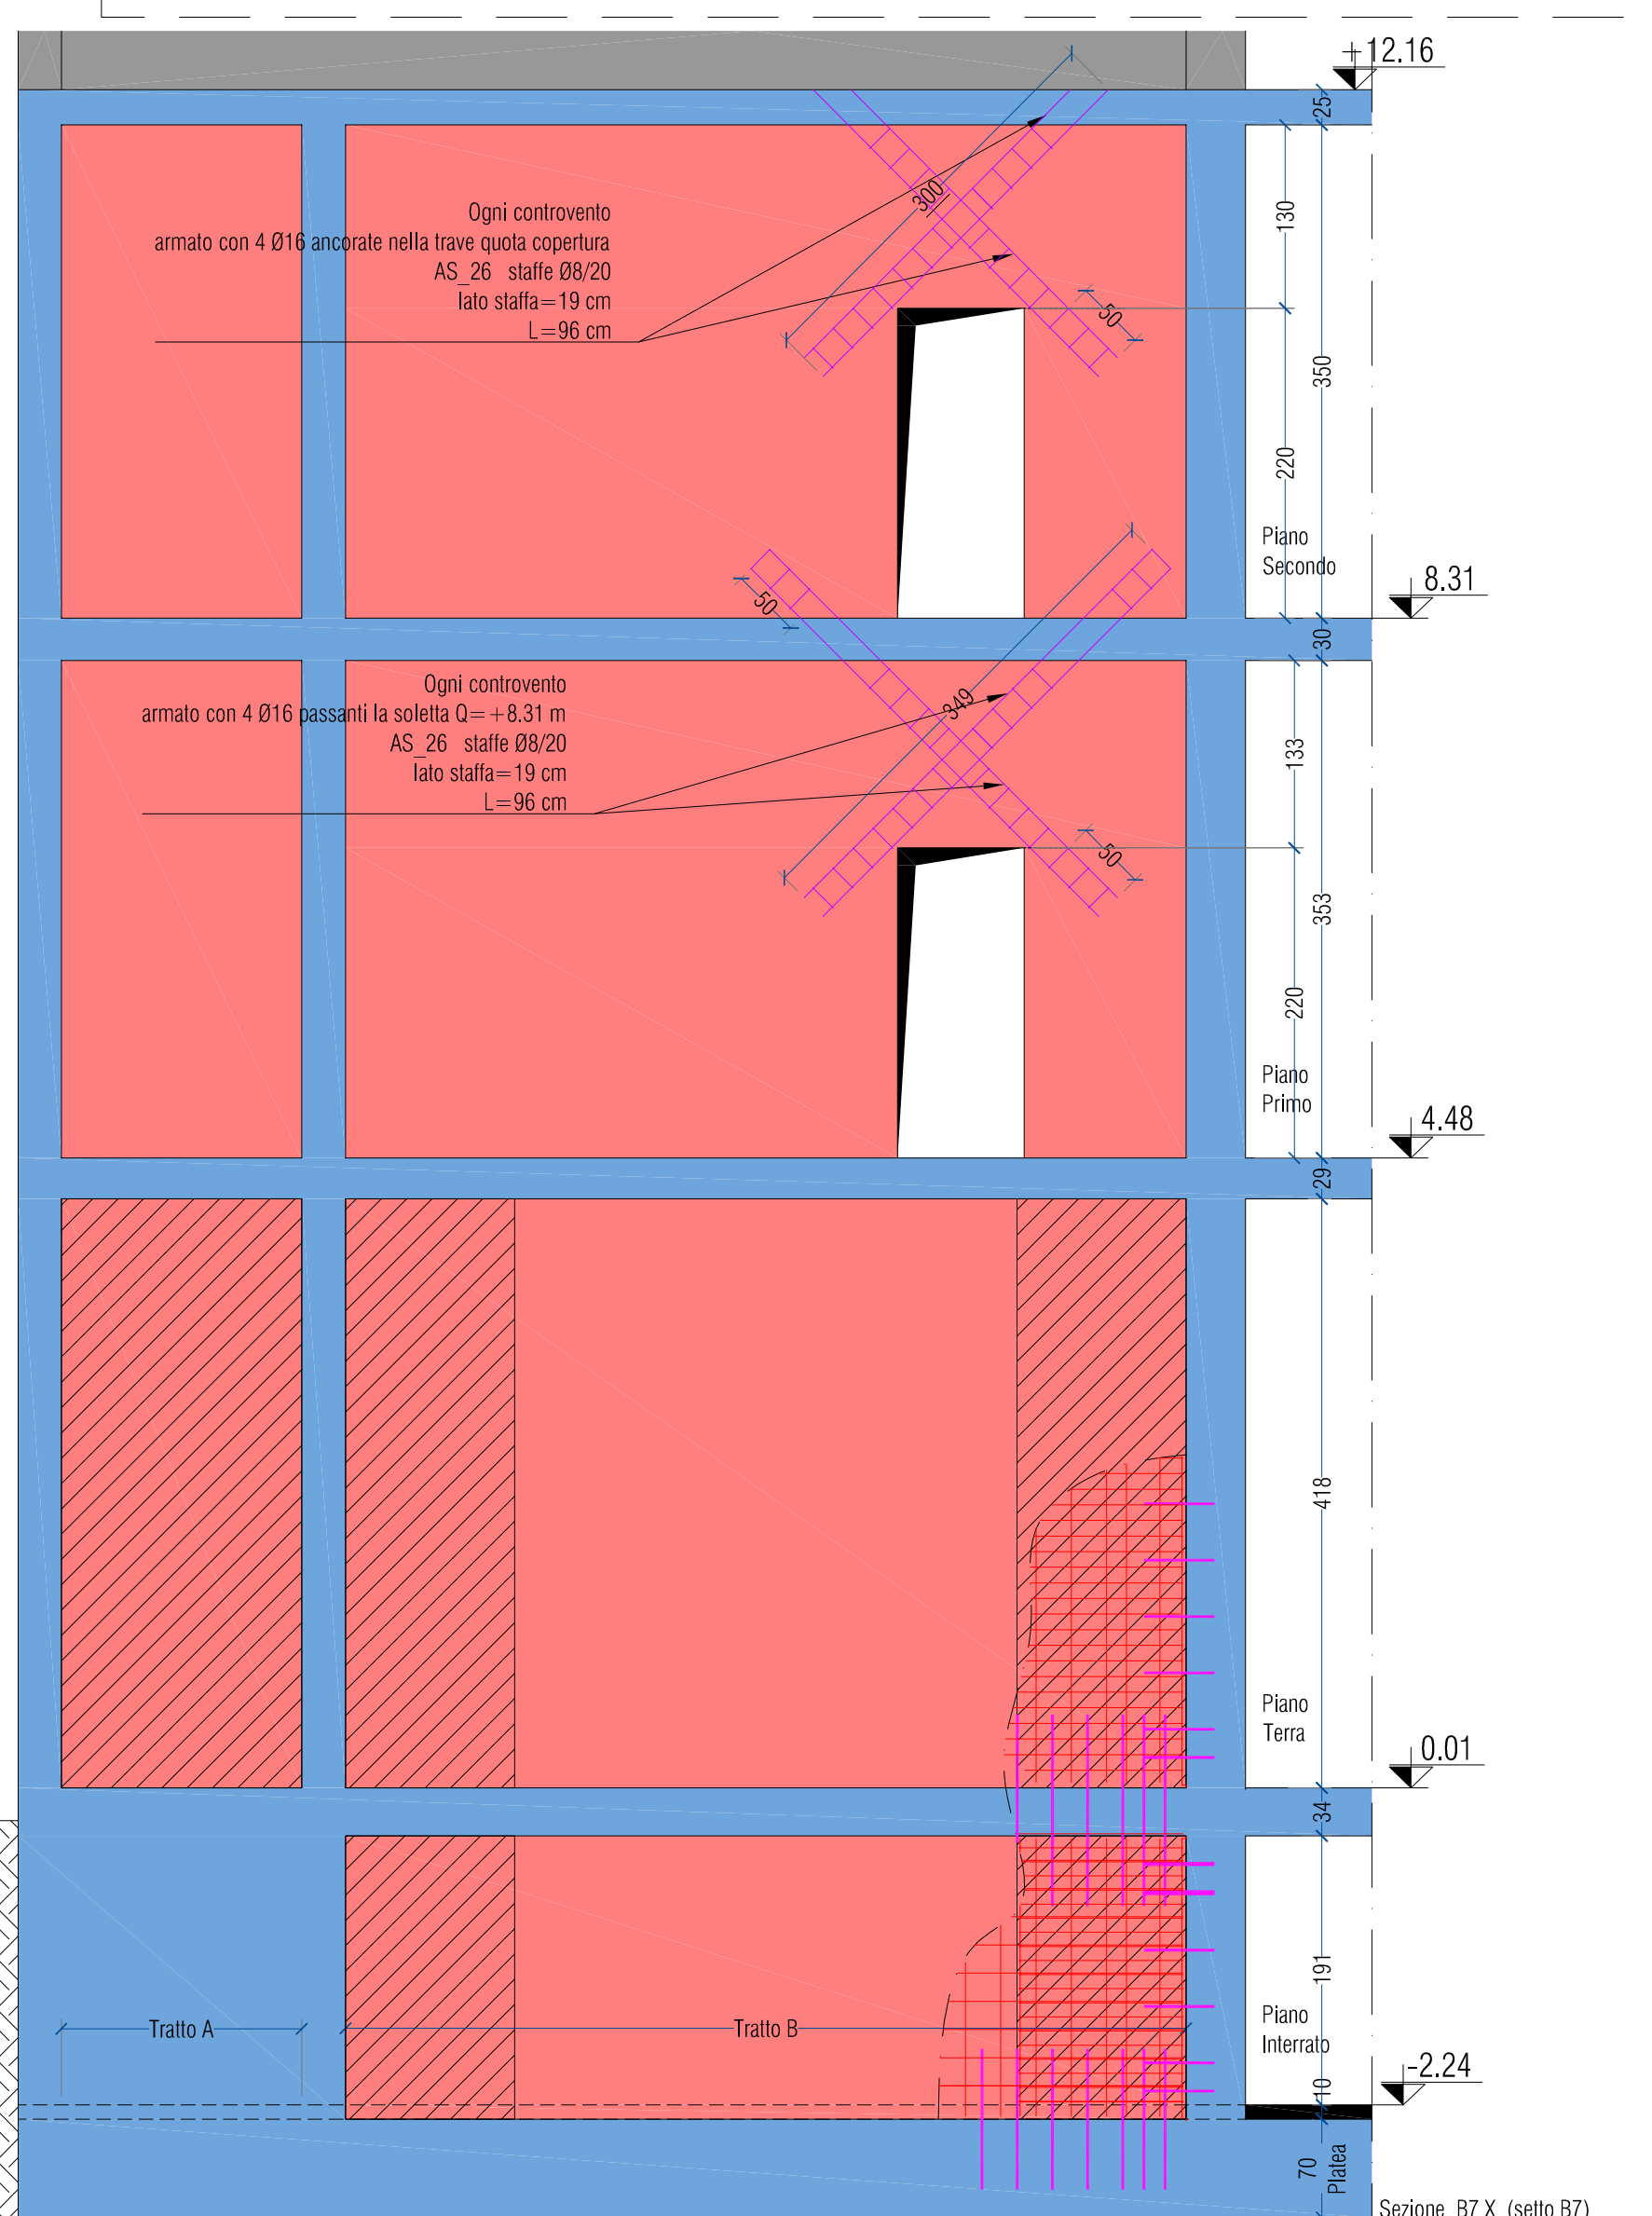 +12.16
25
300
130
Ogni controvento
armato con 4 Ø16 ancorate nella trave quota copertura
AS_26 staffe Ø8/20
lato staffa=19 cm
L=96 cm
50
350
220
Piano
Secondo
8.31
50
30
Ogni controvento
armato con 4 Ø16 passanti la soletta Q=+8.31 m
AS_26 staffe Ø8/20
lato staffa=19 cm
L=96 cm
349
133
50
353
220
Piano
Primo
4.48
29
418
Piano
Terra
0.01
34
191
Tratto A
Tratto B
Piano
Interrato
-2.24
10
70
Platea
Sezione B7 X (setto B7)